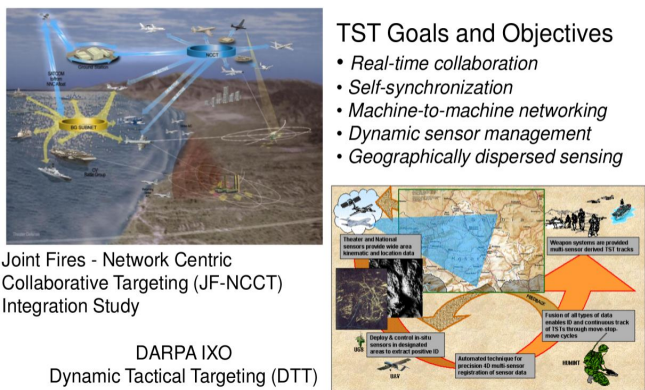 NCCT
BIG SUBNET
Joint Fires - Network Centric
Collaborative Targeting (JF-NCCT)
Integration Study
DARPA IXO
Dynamic Tactical Targeting (DTT)
TST Goals and Objectives
• Real-time collaboration
• Self-synchronization
• Machine-to-machine networking
• Dynamic sensor management
• Geographically dispersed sensing
Theater and National
sensors provide wide area
kinematic and location data
Weapon systems are provided
multi-sensor derived TST tracks
FEEDBACK
Fusion of all types of data
enables ID and continuous track
of TSTs through move-stop-
move cycles
Deploy & control in-situ
sensors in designated
areas to extract positive ID
UGS
UAV
Automated technique for
precision 4D multi-sensor
registration of sensor data
HUMINT